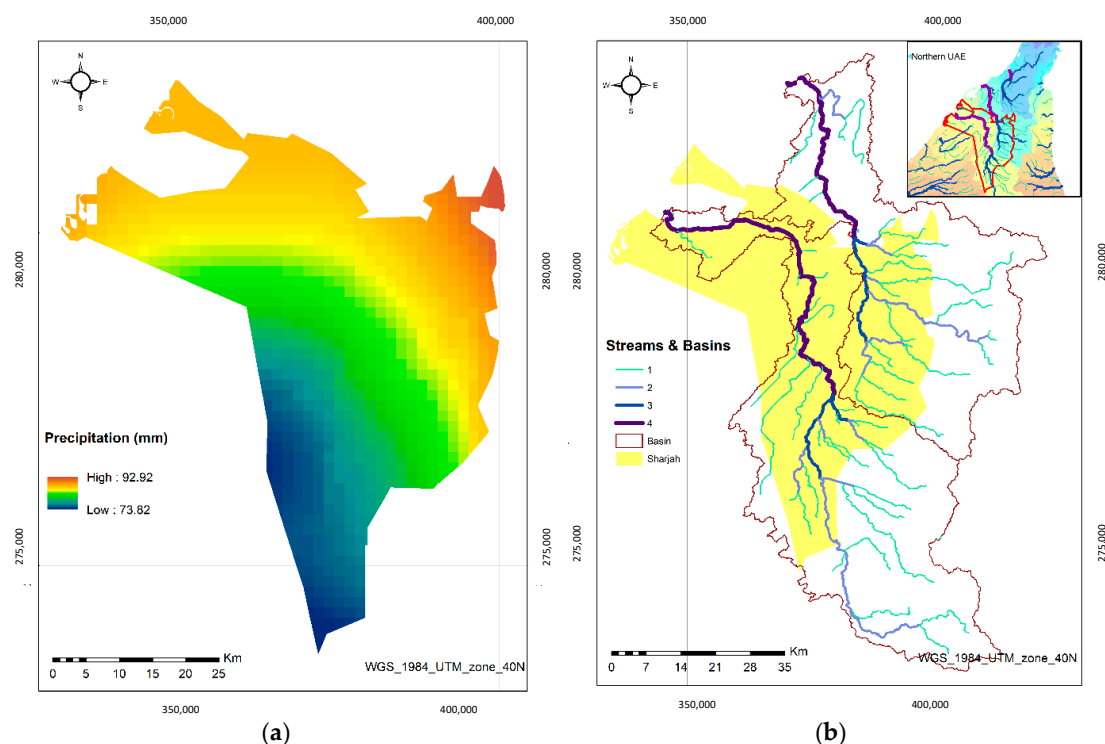 350,000
400,000
N
W
E
S
280,000
280,000
Precipitation (mm)
High : 92.92
Low : 73.82
275,000
275,000
Km
0
5
10
15
20
25
WGS_1984_UTM_zone_40N
350,000
400,000
(a)
350,000
400,000
N
W
E
S
Northern UAE
280,000
280,000
Streams & Basins
1
2
3
4
Basin
Sharjah
275,000
275,000
Km
0
7
14
21
28
35
WGS_1984_UTM_zone_40N
350,000
400,000
(b)